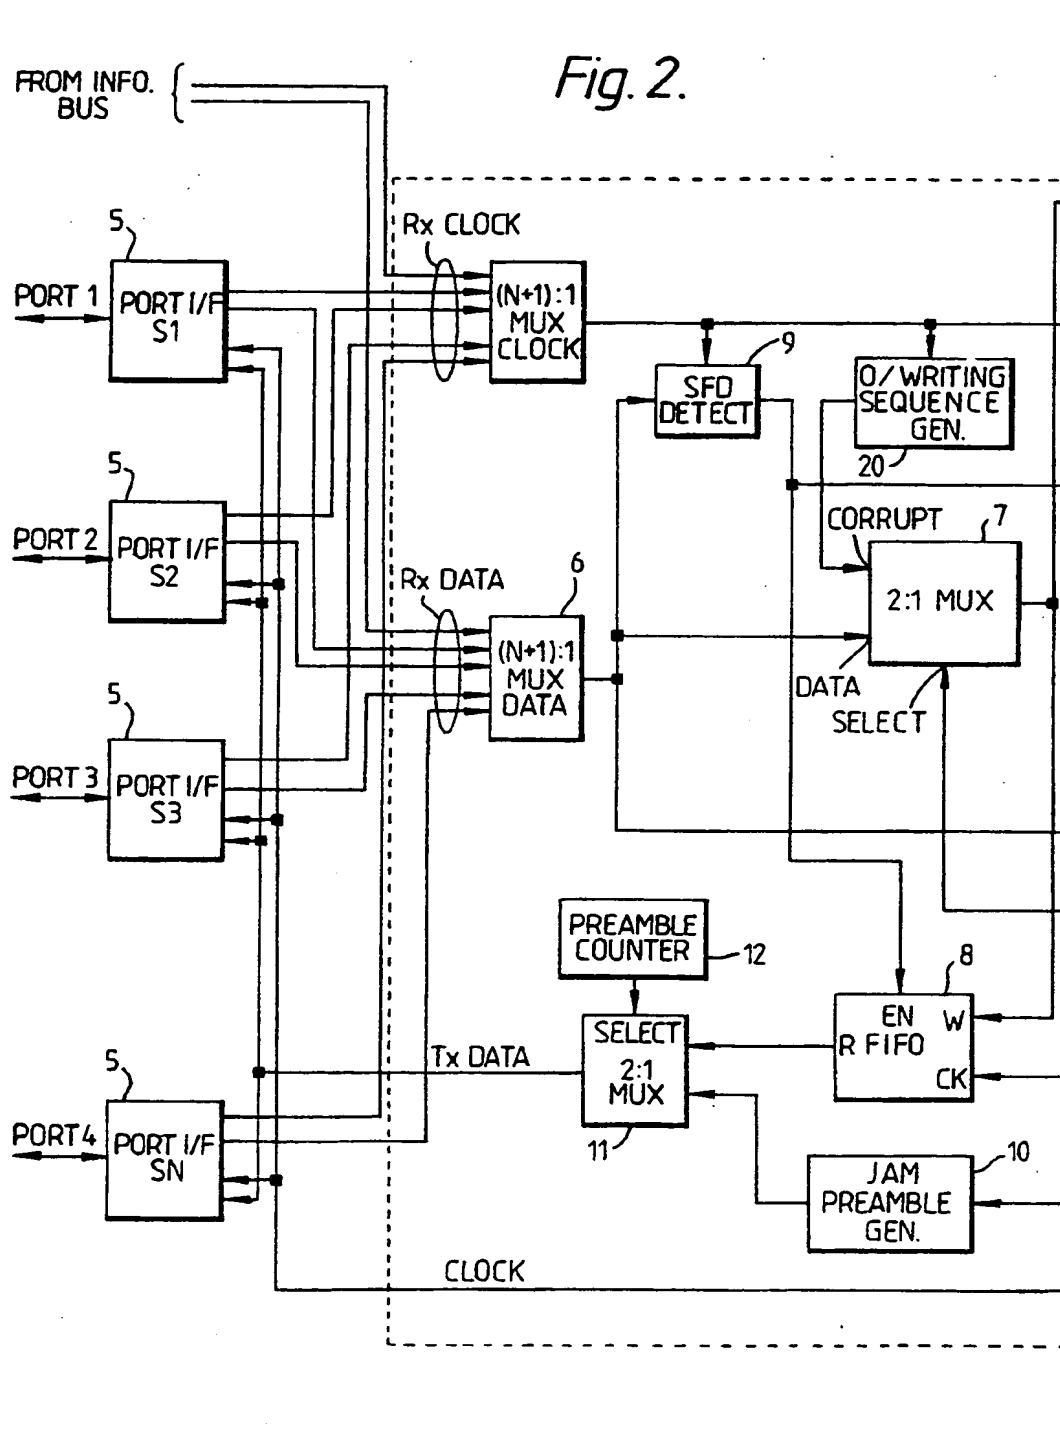 Fig. 2.
FROM INFO.
BUS
Rx CLOCK
5
PORT 1
PORT I/F
S1
(N+1):1
MUX
CLOCK
9
SFD
DETECT
O/WRITING
SEQUENCE
GEN.
20
5
PORT 2
PORT I/F
S2
CORRUPT
7
2:1 MUX
DATA
SELECT
Rx DATA
6
(N+1):1
MUX
DATA
5
PORT 3
PORT I/F
S3
PREAMBLE
COUNTER
12
8
EN
W
R FIFO
CK
SELECT
2:1
MUX
11
Tx DATA
5
PORT 4
PORT I/F
SN
10
JAM
PREAMBLE
GEN.
CLOCK